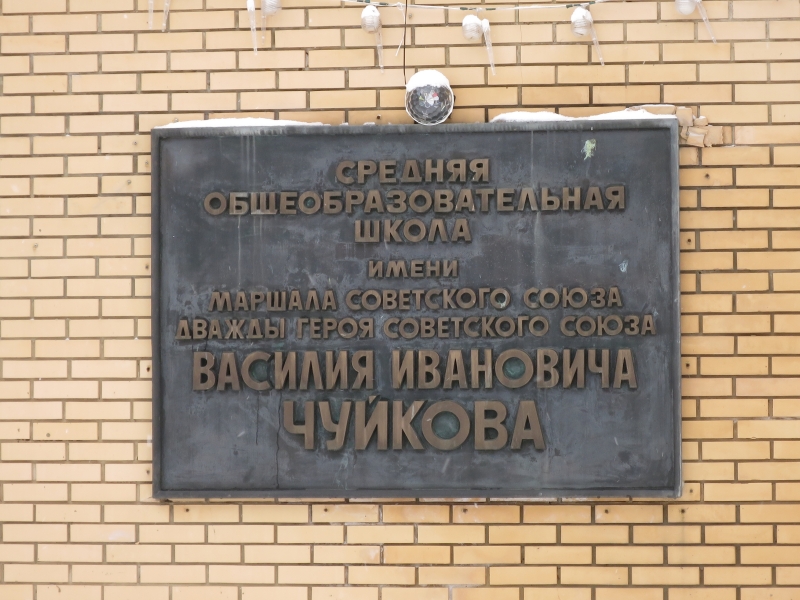 СРЕДНЯЯ
ОБЩЕОБРАЗОВАТЕЛЬНАЯ
ШКОЛА
ИМЕНИ
МАРШАЛА СОВЕТСКОГО СОЮЗА
ДВАЖДЫ ГЕРОЯ СОВЕТСКОГО СОЮЗА
ВАСИЛИЯ ИВАНОВИЧА
ЧУЙКОВА